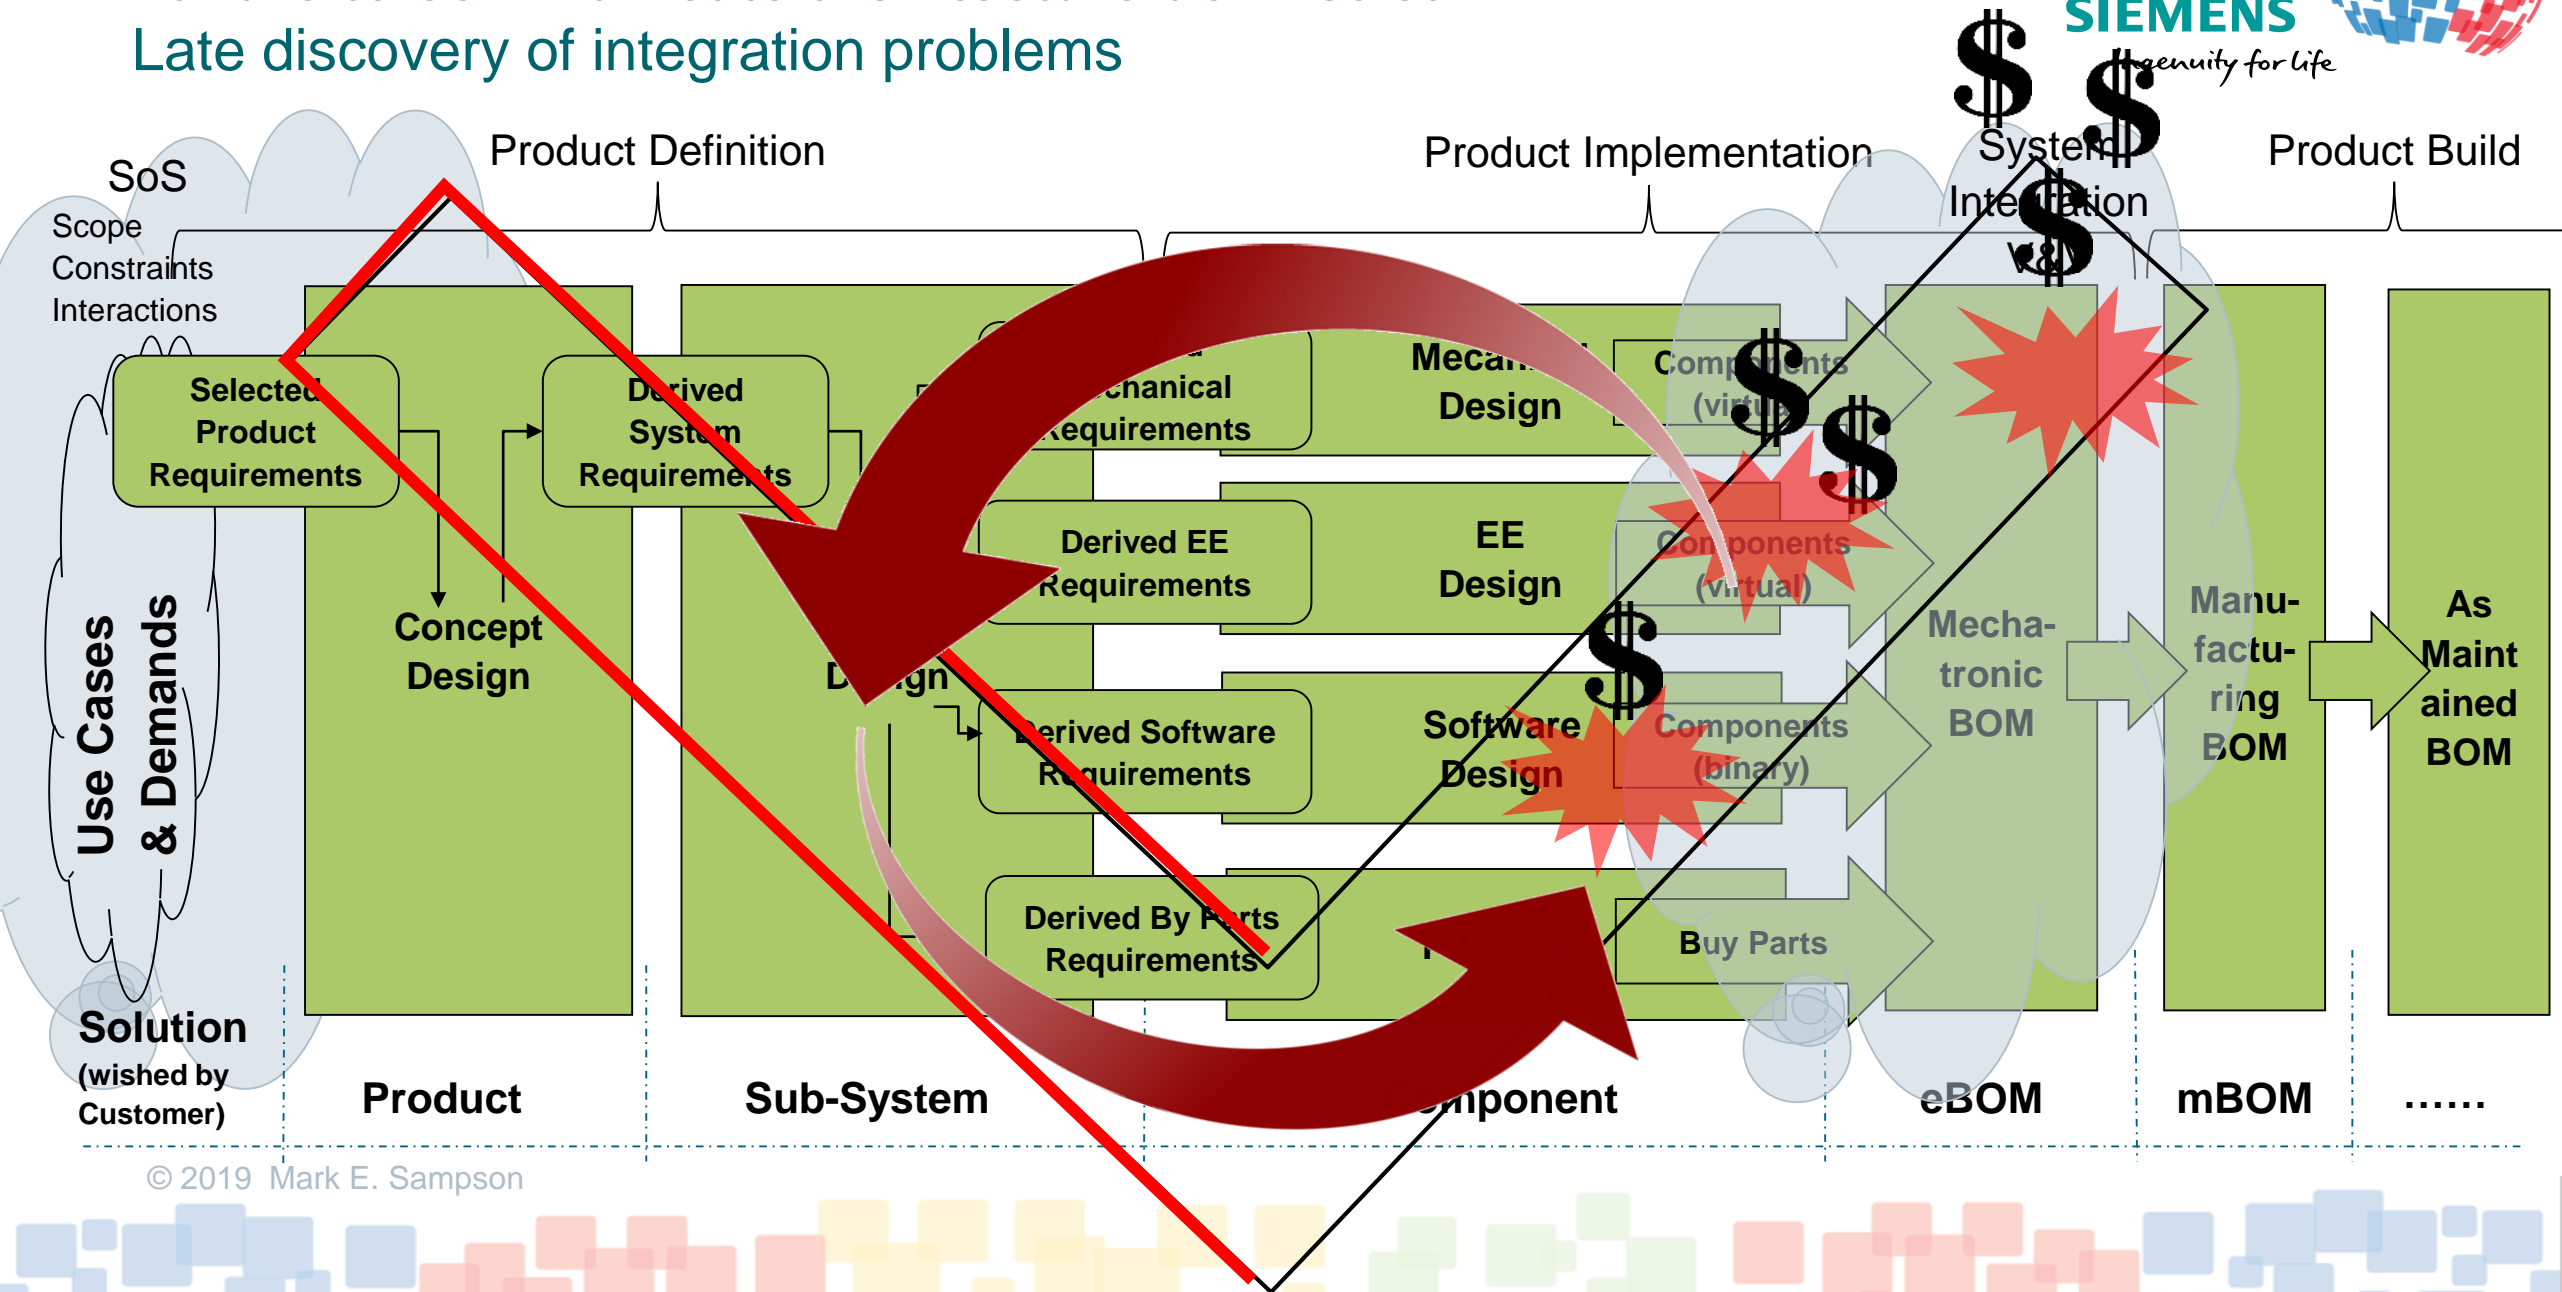 Late discovery of integration problems
SIEMENS
Ingenuity for life
SoS
Scope
Constraints
Interactions
Product Definition
Product Implementation
System
Integration
Product Build
Use Cases
& Demands
Selected
Product
Requirements
Concept
Design
Derived
System
Requirements
Mechanical
Requirements
Derived EE
Requirements
Derived Software
Requirements
Derived By Parts
Requirements
Design
Design
EE
Design
Software
Design
Components
(virtual)
Components
(virtual)
Components
(binary)
Buy Parts
Mecha-
tronic
BOM
Manu-
factu-
ring
BOM
As
Maint
ained
BOM
$
$
$
$
$
$
Solution
(wished by
Customer)
Product
Sub-System
Component
eBOM
mBOM
......
© 2019 Mark E. Sampson